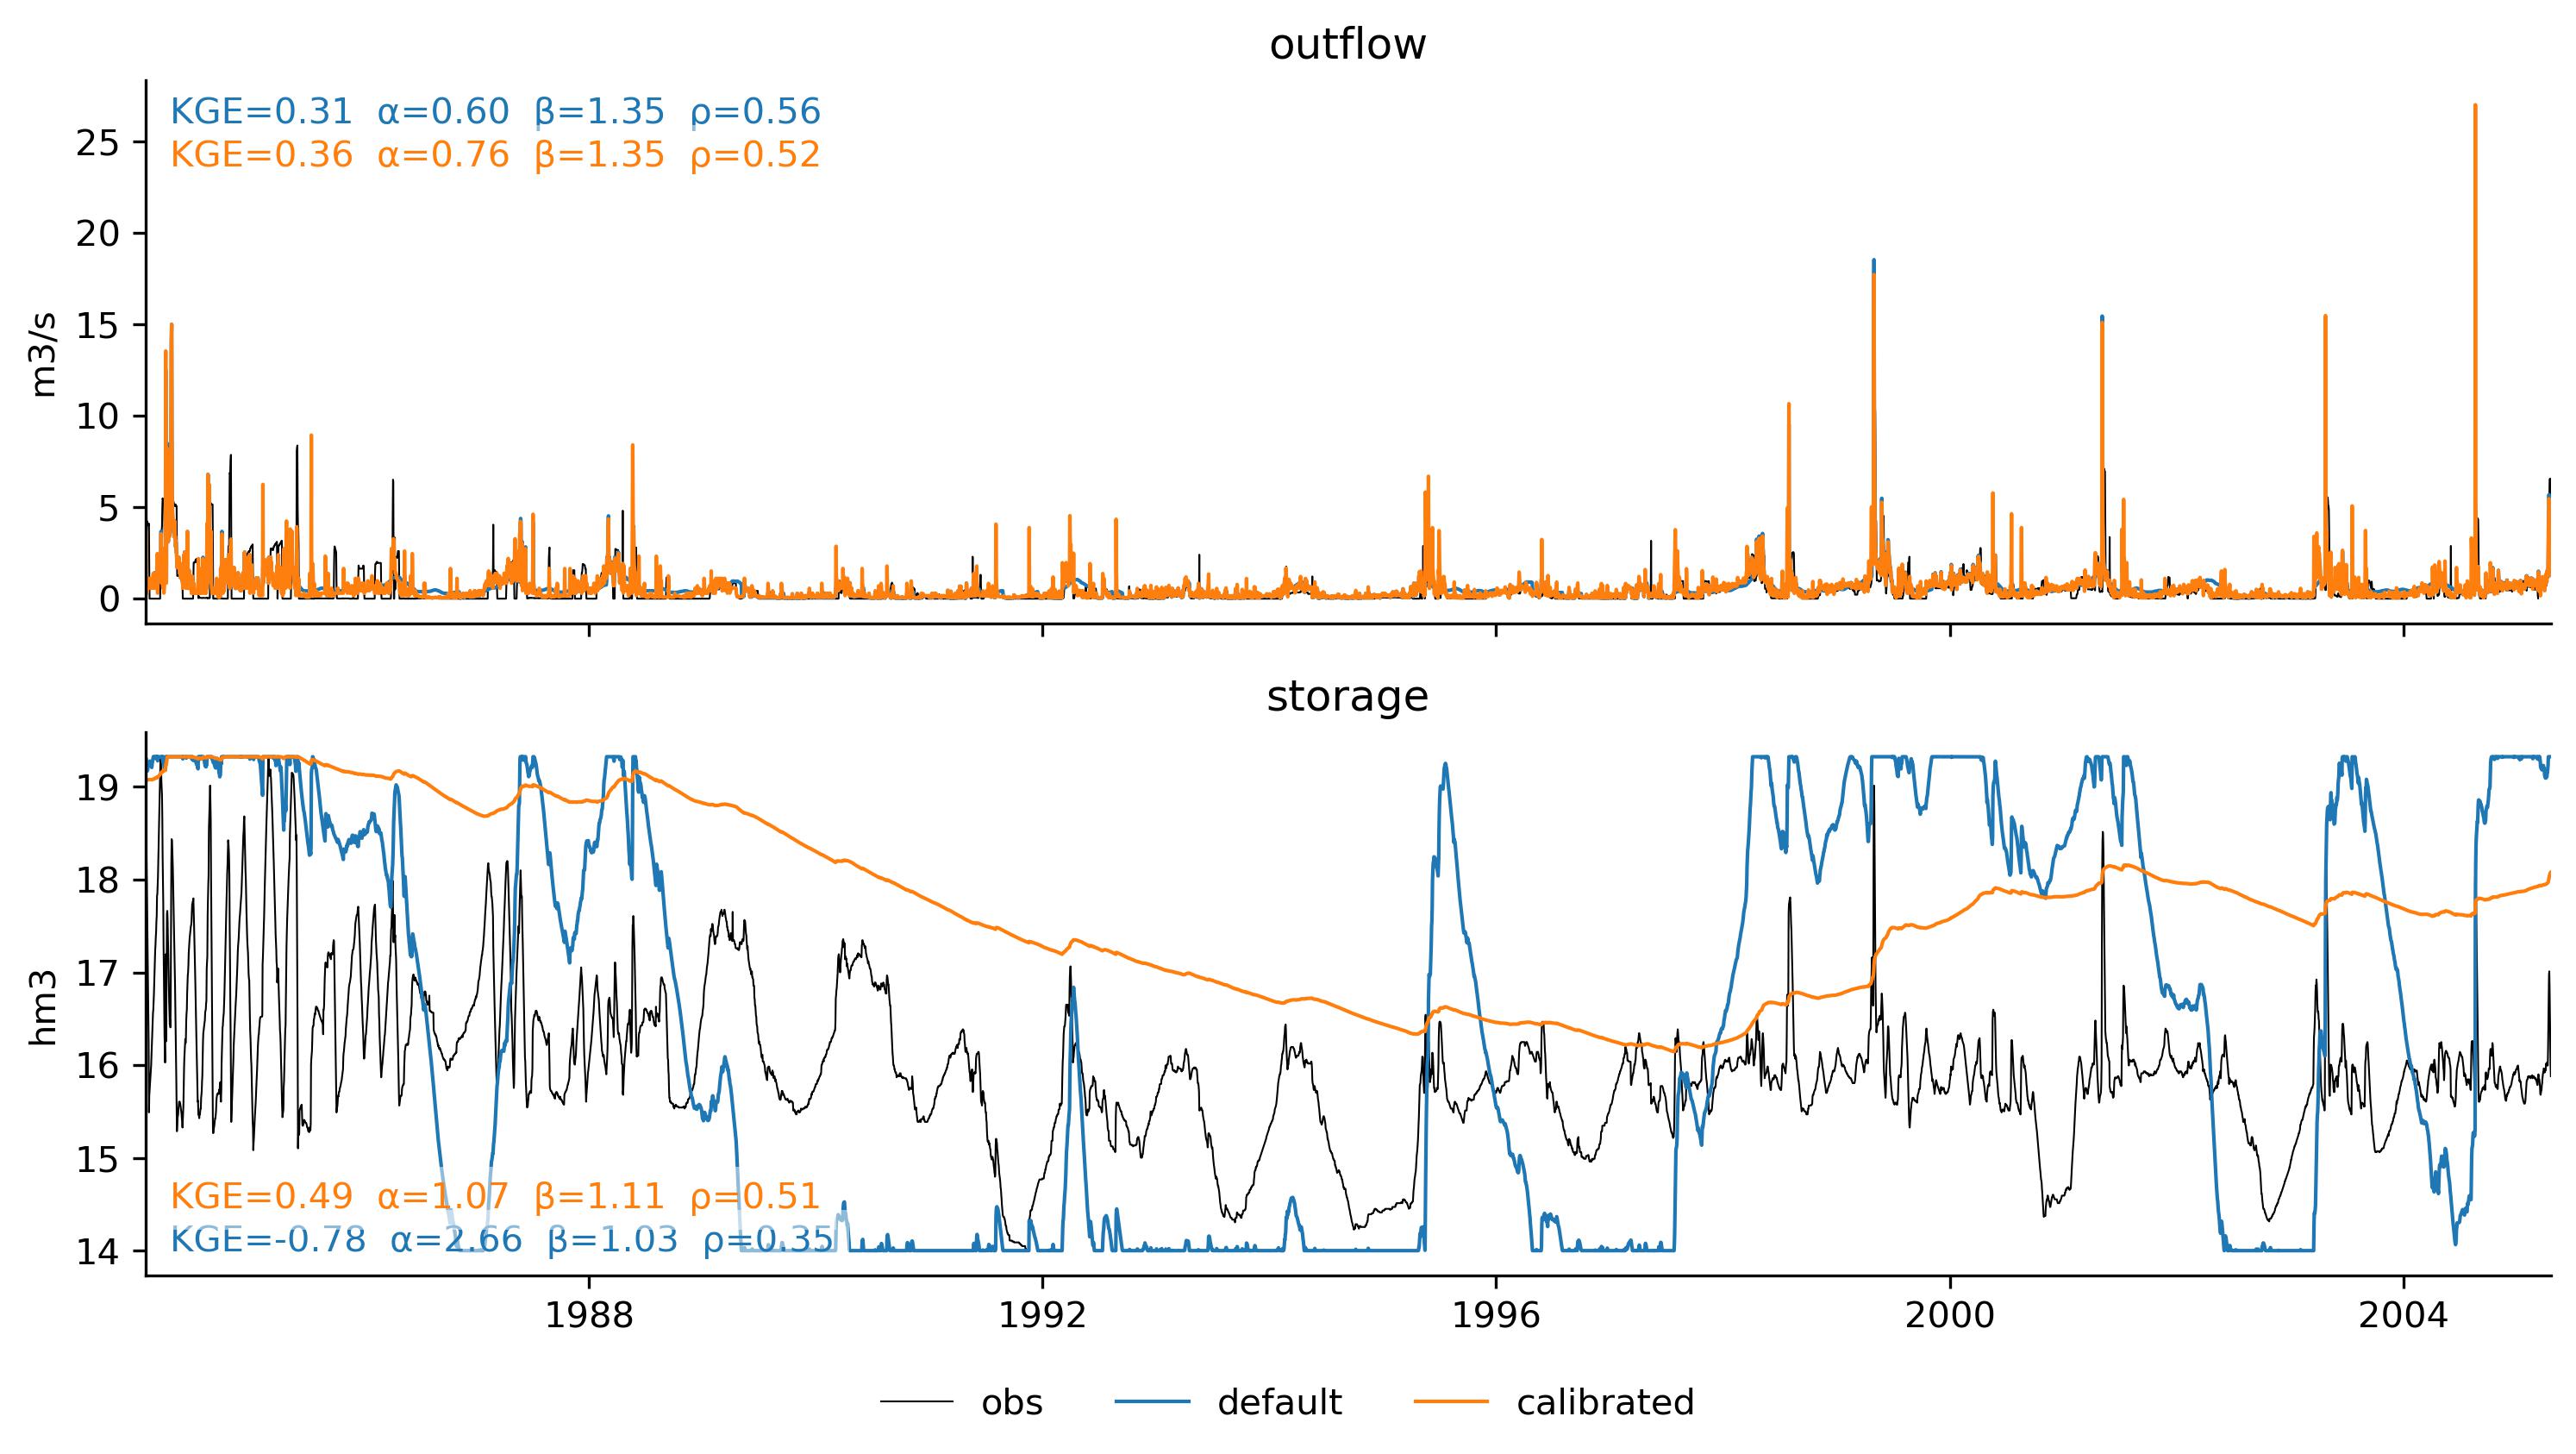 outflow
KGE=0.31 α=0.60 β=1.35 ρ=0.56
KGE=0.36 α=0.76 β=1.35 ρ=0.52
25
20
15
10
5
0
m3/s
storage
19
18
17
16
15
14
hm3
KGE=0.49 α=1.07 β=1.11 ρ=0.51
KGE=-0.78 α=2.66 β=1.03 ρ=0.35
1988 1992 1996 2000 2004
obs default calibrated